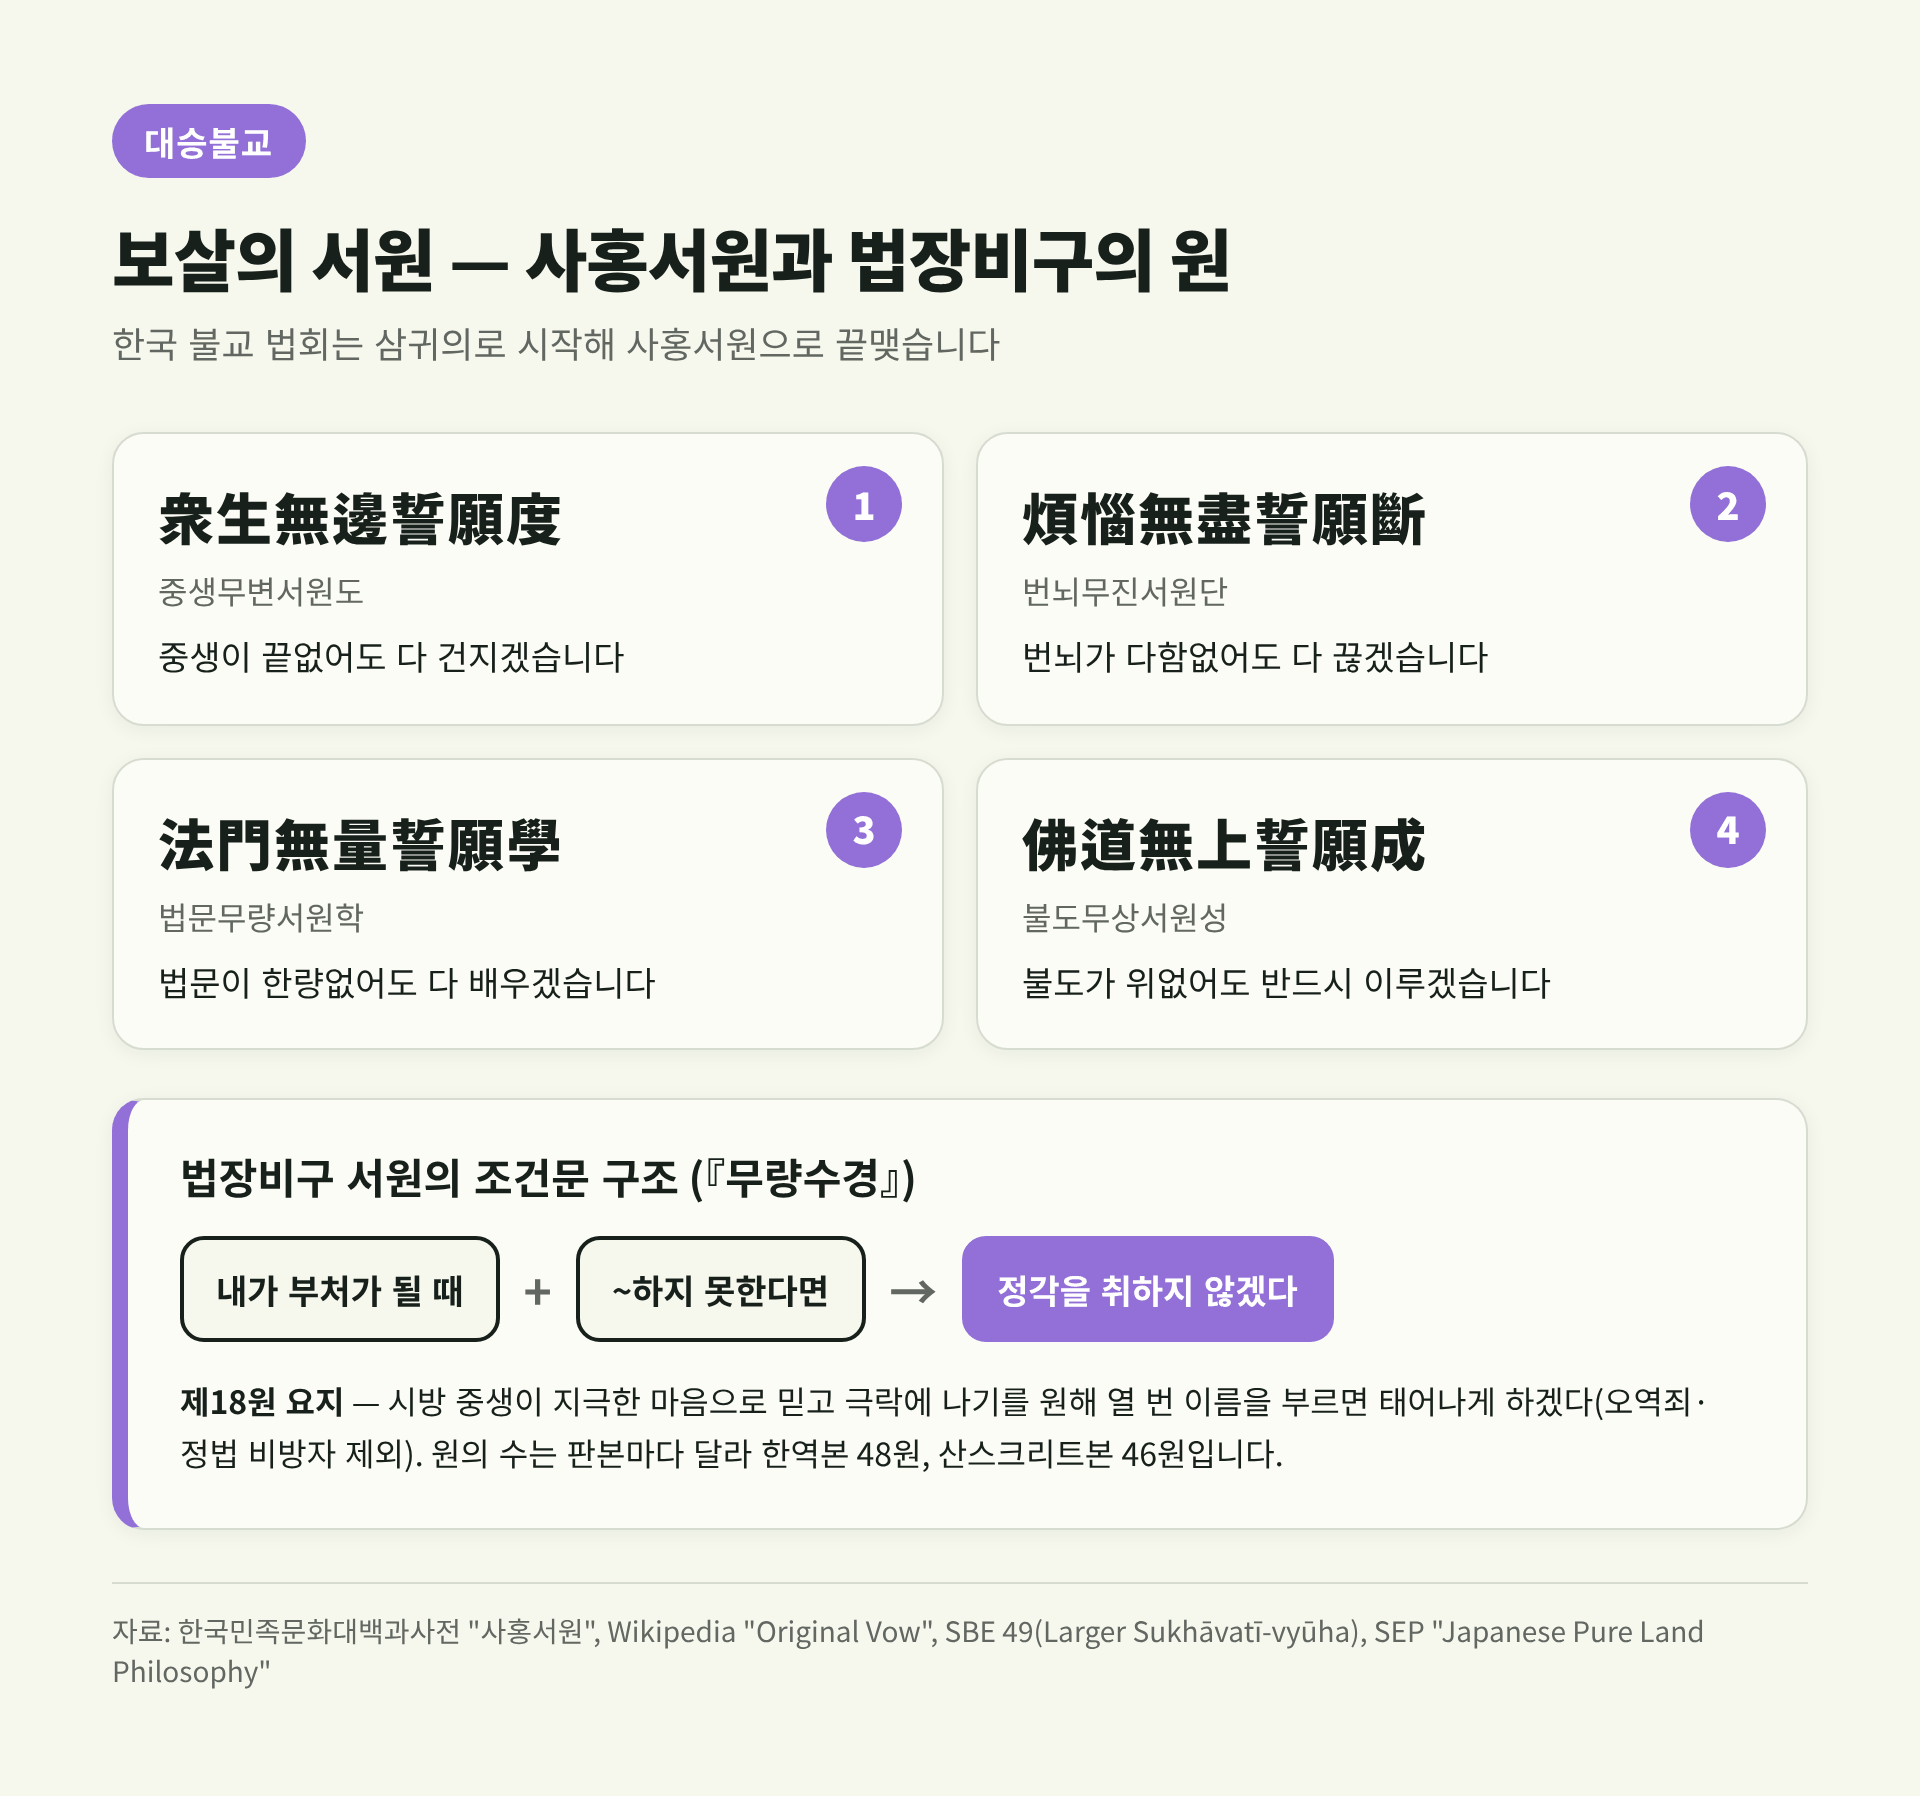 대승불교
보살의 서원 — 사홍서원과 법장비구의 원
한국 불교 법회는 삼귀의로 시작해 사홍서원으로 끝맺습니다
衆生無邊誓願度
1
중생무변서원도
중생이 끝없어도 다 건지겠습니다
煩惱無盡誓願斷
2
번뇌무진서원단
번뇌가 다함없어도 다 끊겠습니다
法門無量誓願學
3
법문무량서원학
법문이 한량없어도 다 배우겠습니다
佛道無上誓願成
4
불도무상서원성
불도가 위없어도 반드시 이루겠습니다
법장비구 서원의 조건문 구조 (『무량수경』)
내가 부처가 될 때 + ~하지 못한다면 → 정각을 취하지 않겠다
제18원 요지 — 시방 중생이 지극한 마음으로 믿고 극락에 나기를 원해 열 번 이름을 부르면 태어나게 하겠다(오역죄·
정법 비방자 제외). 원의 수는 판본마다 달라 한역본 48원, 산스크리트본 46원입니다.
자료: 한국민족문화대백과사전 "사홍서원", Wikipedia "Original Vow", SBE 49(Larger Sukhāvatī-vyūha), SEP "Japanese Pure Land
Philosophy"